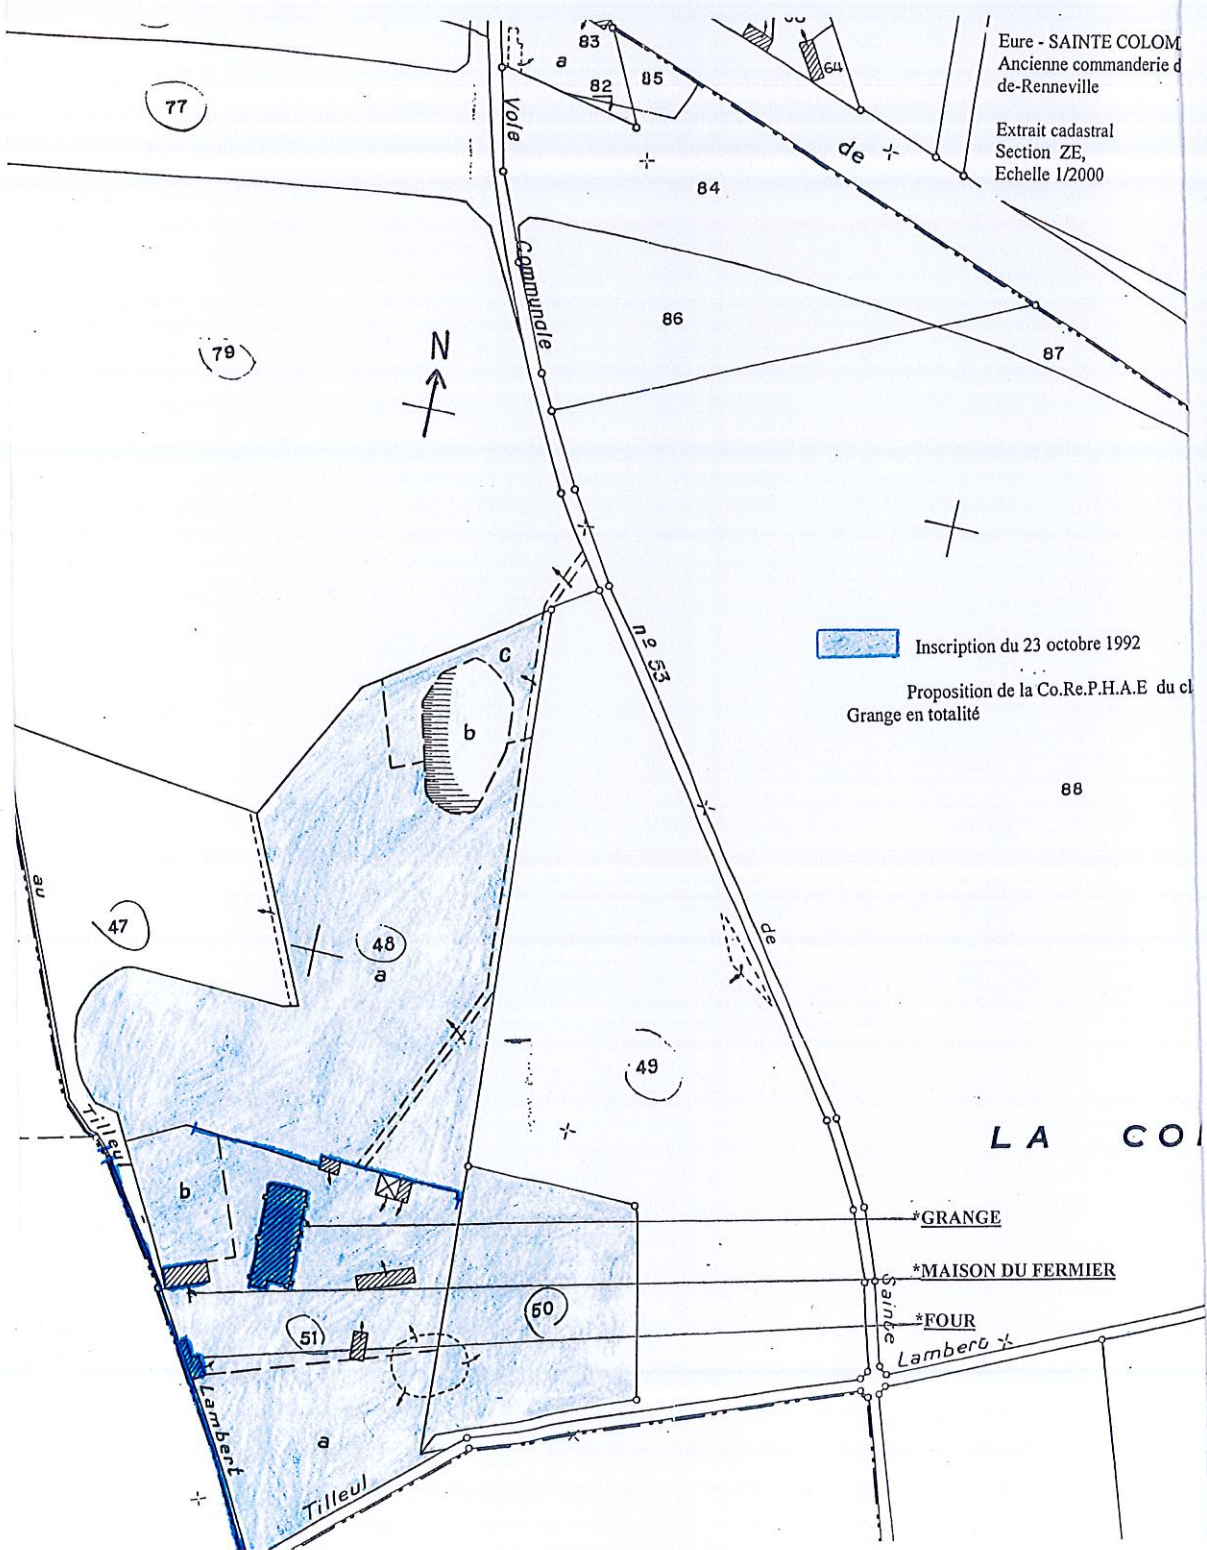 Eure - SAINTE COLOM
Ancienne commanderie d
de-Renneville
Extrait cadastral
Section ZE,
Echelle 1/2000
83
a
82
85
64
77
Voie
de
84
Communale
86
87
79
N
nº 53
Inscription du 23 octobre 1992
Proposition de la Co.Re.P.H.A.E du cl
Grange en totalité
c
b
88
au
47
48
a
de
49
LA CO
Tilleul
b
*GRANGE
*MAISON DU FERMIER
Sainte
50
51
*FOUR
Lambert
Lambert
a
Tilleul